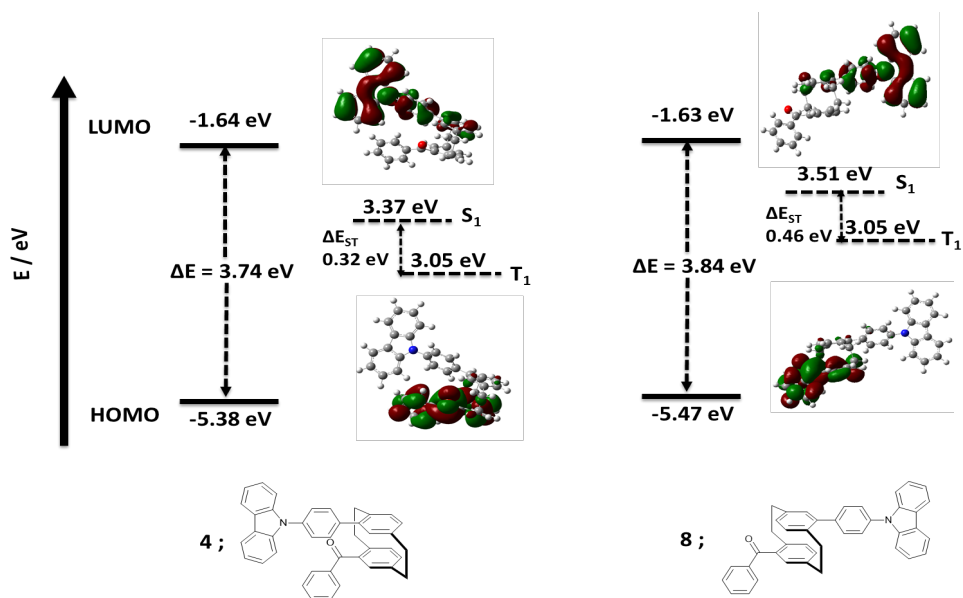 E / eV
LUMO
HOMO
-1.64 eV
ΔE = 3.74 eV
-5.38 eV
3.37 eV
S1
ΔEST
0.32 eV
3.05 eV
T1
-1.63 eV
ΔE = 3.84 eV
-5.47 eV
3.51 eV
S1
ΔEST
0.46 eV
3.05 eV
T1
4 ;
N
O
8 ;
O
N